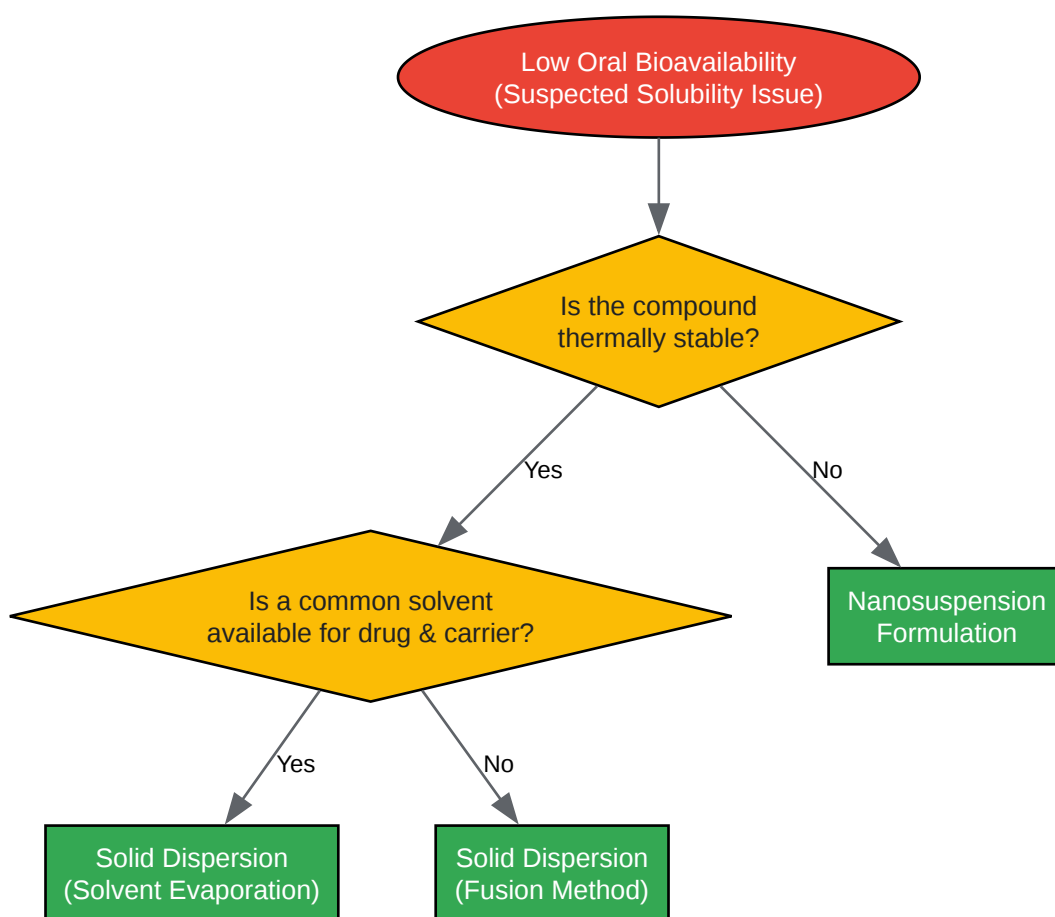 Low Oral Bioavailability
(Suspected Solubility Issue)
Is the compound
thermally stable?
Yes
No
Is a common solvent
available for drug & carrier?
Nanosuspension
Formulation
Yes
No
Solid Dispersion
(Solvent Evaporation)
Solid Dispersion
(Fusion Method)